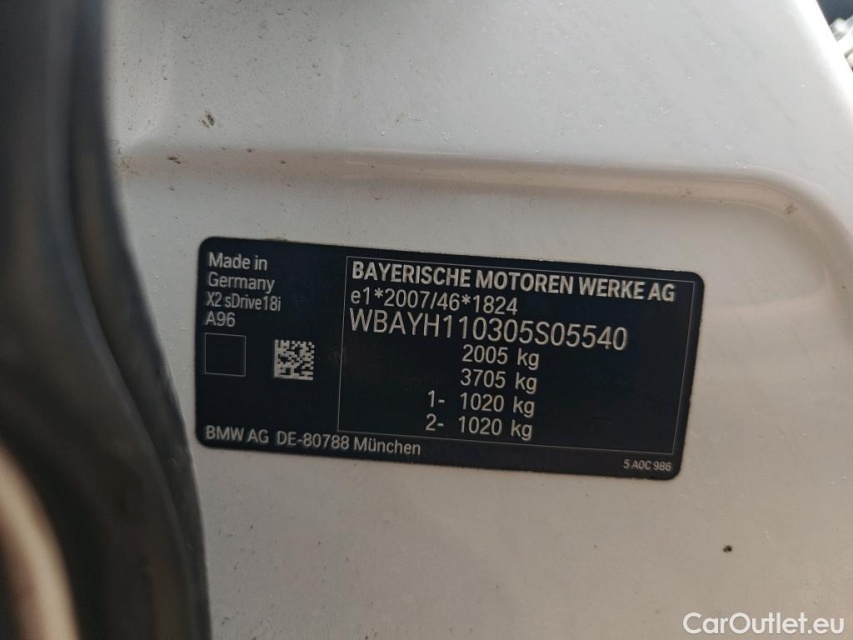 Made in
Germany
X2 sDrive18i
A96
BAYERISCHE MOTOREN WERKE AG
e1*2007/46*1824
WBAYH110305S05540
2005 kg
3705 kg
1- 1020 kg
2- 1020 kg
BMW AG DE-80788 München
5 A0C 986
CarOutlet.eu